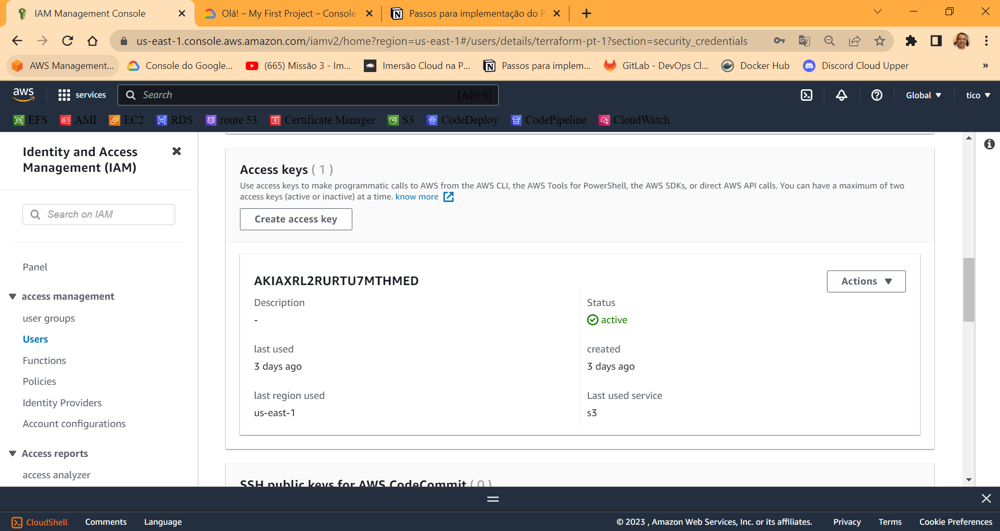 IAM Management Console
Olá! – My First Project – Console
Passos para implementação do P
us-east-1.console.aws.amazon.com/iamv2/home?region=us-east-1#/users/details/terraform-pt-1?section=security_credentials
AWS Management...
Console do Google...
(665) Missão 3 - Im...
Imersão Cloud na P...
Passos para implem...
GitLab - DevOps Cl...
Docker Hub
Discord Cloud Upper
»
aws
services
Search
[Alt+S]
Global
tico
EFS
AMI
EC2
RDS
route 53
Certificate Manager
S3
CodeDeploy
CodePipeline
CloudWatch
Identity and Access
Management (IAM)
Search on IAM
Panel
access management
user groups
Users
Functions
Policies
Identity Providers
Account configurations
Access reports
access analyzer
Access keys ( 1 )
Use access keys to make programmatic calls to AWS from the AWS CLI, the AWS Tools for PowerShell, the AWS SDKs, or direct AWS API calls. You can have a maximum of two
access keys (active or inactive) at a time. know more
Create access key
AKIAXRL2RURTU7MTHMED
Actions
Description
-
Status
active
last used
3 days ago
created
3 days ago
last region used
us-east-1
Last used service
s3
SSH public keys for AWS CodeCommit ( 0 )
CloudShell
Comments
Language
© 2023 , Amazon Web Services, Inc. or its affiliates.
Privacy
Terms
Cookie Preferences